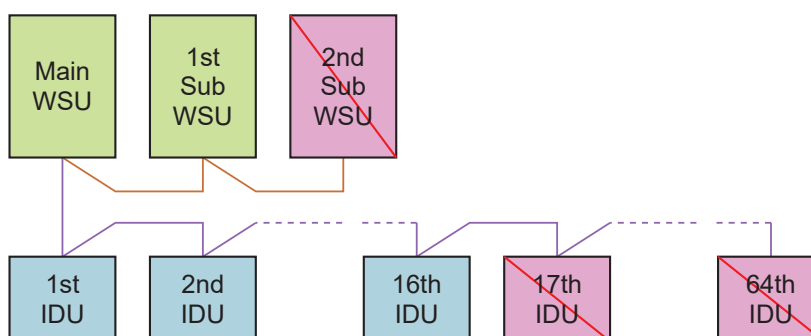 Main
WSU
1st
Sub
WSU
2nd
Sub
WSU
1st
IDU
2nd
IDU
16th
IDU
17th
IDU
64th
IDU